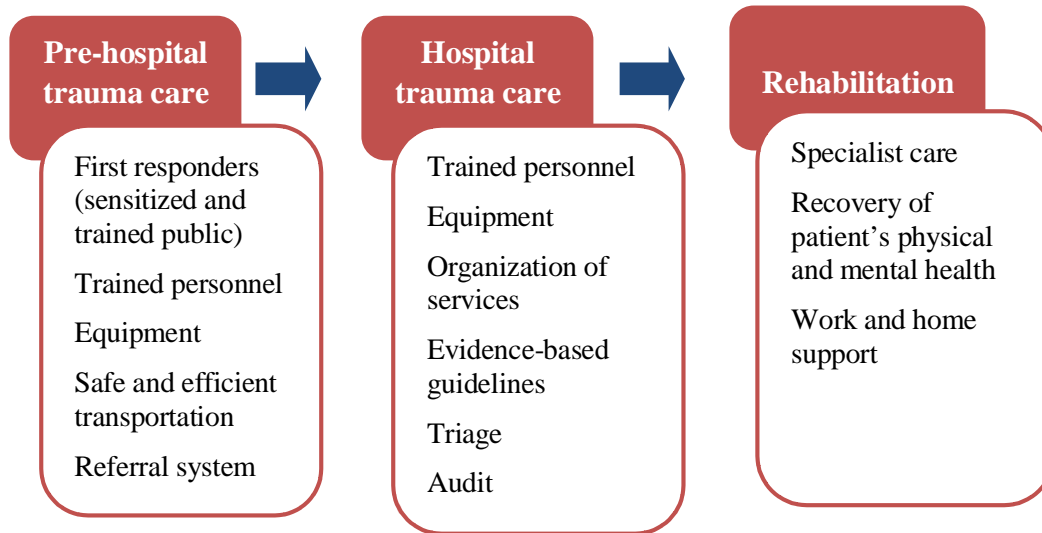 Pre-hospital
trauma care
First responders
(sensitized and
trained public)
Trained personnel
Equipment
Safe and efficient
transportation
Referral system
Hospital
trauma care
Trained personnel
Equipment
Organization of
services
Evidence-based
guidelines
Triage
Audit
Rehabilitation
Specialist care
Recovery of
patient’s physical
and mental health
Work and home
support